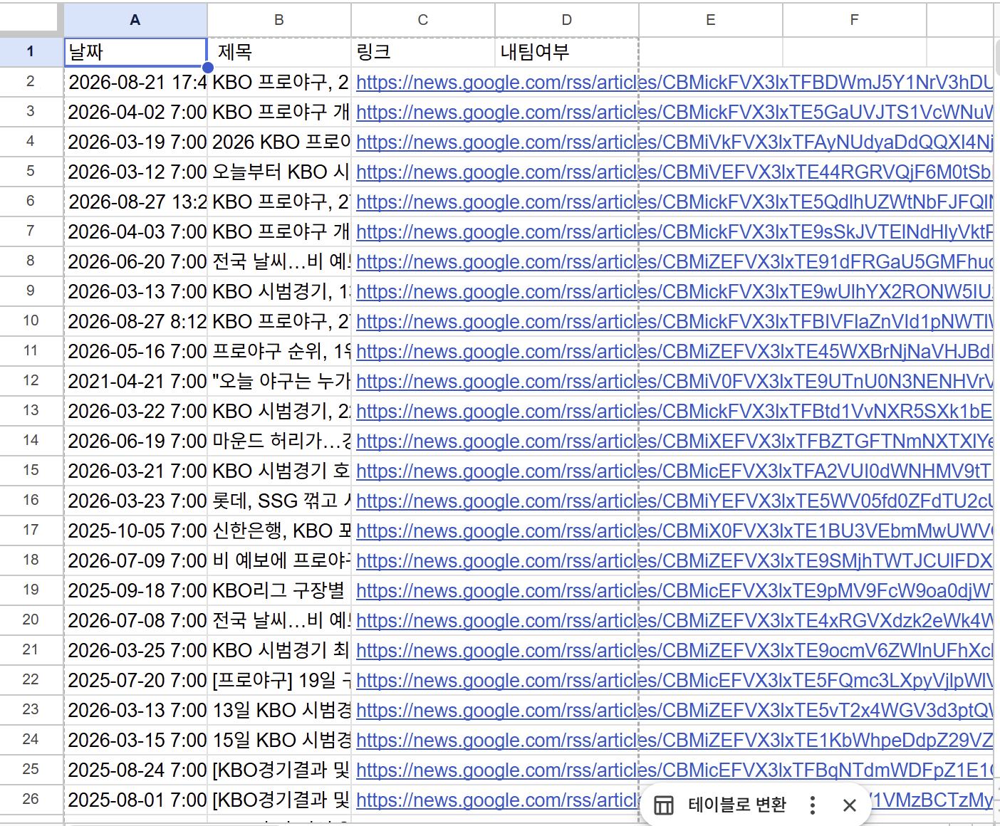 A B C D E F
1 날짜 제목 링크 내팀여부
2 2026-08-21 17:4 KBO 프로야구, 2 https://news.google.com/rss/articles/CBMickFVX3lxTFBDWmJ5Y1NrV3hDU
3 2026-04-02 7:00 KBO 프로야구 개 https://news.google.com/rss/articles/CBMickFVX3lxTE5GaUVJTS1VcWNuV
4 2026-03-19 7:00 2026 KBO 프로야 https://news.google.com/rss/articles/CBMiVkFVX3lxTFAyNUdyaDdQQXI4Nj
5 2026-03-12 7:00 오늘부터 KBO 시 https://news.google.com/rss/articles/CBMiVEFVX3lxTE44RGRVQjF6M0tSb
6 2026-08-27 13:2 KBO 프로야구, 27 https://news.google.com/rss/articles/CBMickFVX3lxTE5QdlhUZWtNbFJFQl
7 2026-04-03 7:00 KBO 프로야구 개 https://news.google.com/rss/articles/CBMickFVX3lxTE9sSkJVTElNdHlyVkt
8 2026-06-20 7:00 전국 날씨…비 예 https://news.google.com/rss/articles/CBMiZEFVX3lxTE91dFRGaU5GMFhu
9 2026-03-13 7:00 KBO 시범경기, 13 https://news.google.com/rss/articles/CBMickFVX3lxTE9wUlhYX2RONW5IU
10 2026-08-27 8:12 KBO 프로야구, 27 https://news.google.com/rss/articles/CBMickFVX3lxTFBIVFlaZnVId1pNWTl
11 2026-05-16 7:00 프로야구 순위, 1위 https://news.google.com/rss/articles/CBMiZEFVX3lxTE45WXBrNjNaVHJBd
12 2021-04-21 7:00 "오늘 야구는 누가 https://news.google.com/rss/articles/CBMiV0FVX3lxTE9UTnU0N3NENHVr
13 2026-03-22 7:00 KBO 시범경기, 22 https://news.google.com/rss/articles/CBMickFVX3lxTFBtd1VvNXR5SXk1bE
14 2026-06-19 7:00 마운드 허리가…강 https://news.google.com/rss/articles/CBMiXEFVX3lxTFBZTGFTNmNXTXlY
15 2026-03-21 7:00 KBO 시범경기 호 https://news.google.com/rss/articles/CBMicEFVX3lxTFA2VUI0dWNHMV9tT
16 2026-03-23 7:00 롯데, SSG 꺾고 시 https://news.google.com/rss/articles/CBMiYEFVX3lxTE5WV05fd0ZFdTU2c
17 2025-10-05 7:00 신한은행, KBO 포 https://news.google.com/rss/articles/CBMiX0FVX3lxTE1BU3VEbmMwUWV
18 2026-07-09 7:00 비 예보에 프로야구 https://news.google.com/rss/articles/CBMiZEFVX3lxTE9SMjhTWTJCUlFDX
19 2025-09-18 7:00 KBO리그 구장별 https://news.google.com/rss/articles/CBMicEFVX3lxTE9pMV9FcW9oa0djW
20 2026-07-08 7:00 전국 날씨…비 예 https://news.google.com/rss/articles/CBMiZEFVX3lxTE4xRGVXdzk2eWk4W
21 2026-03-25 7:00 KBO 시범경기 최 https://news.google.com/rss/articles/CBMiZEFVX3lxTE9ocmV6ZWlnUFhXc
22 2025-07-20 7:00 [프로야구] 19일 구 https://news.google.com/rss/articles/CBMicEFVX3lxTE5FQmc3LXpyVjlpWl
23 2026-03-13 7:00 13일 KBO 시범경 https://news.google.com/rss/articles/CBMiZEFVX3lxTE5vT2x4WGV3d3ptQ
24 2026-03-15 7:00 15일 KBO 시범경 https://news.google.com/rss/articles/CBMiZEFVX3lxTE1KbWhpeDdpZ29VZ
25 2025-08-24 7:00 [KBO경기결과 및 https://news.google.com/rss/articles/CBMicEFVX3lxTFBqNTdmWDFpZ1E1
26 2025-08-01 7:00 [KBO경기결과 및 https://news.google.com/rss/articl 1VMzBCTzMy
테이블로 변환